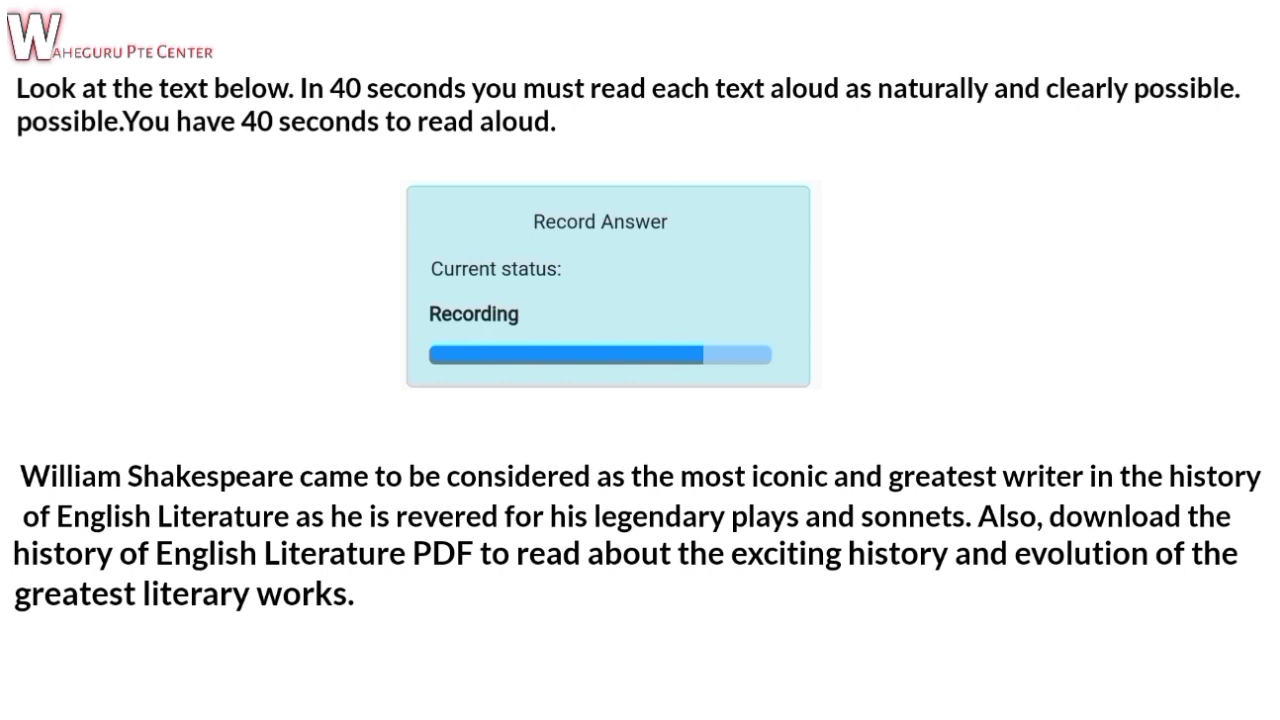 WAHEGURU PTE CENTER
Look at the text below. In 40 seconds you must read each text aloud as naturally and clearly possible.
possible.You have 40 seconds to read aloud.
Record Answer
Current status:
Recording
William Shakespeare came to be considered as the most iconic and greatest writer in the history
of English Literature as he is revered for his legendary plays and sonnets. Also, download the
history of English Literature PDF to read about the exciting history and evolution of the
greatest literary works.